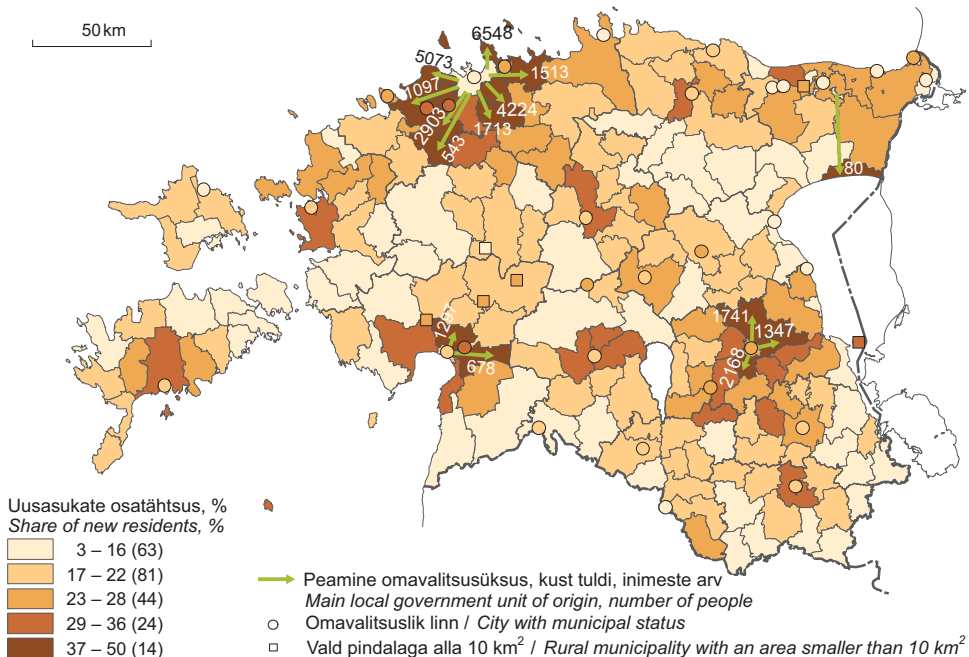 50 km
6548
5073
1513
1097
4224
2903
1713
543
80
1297
678
1741
1347
2168
Uusasukate osatähtsus, %
Share of new residents, %
3 – 16 (63)
17 – 22 (81)
23 – 28 (44)
29 – 36 (24)
37 – 50 (14)
Peamine omavalitsusüksus, kust tuldi, inimeste arv
Main local government unit of origin, number of people
Omavalitsuslik linn / City with municipal status
Vald pindalaga alla 10 km² / Rural municipality with an area smaller than 10 km²